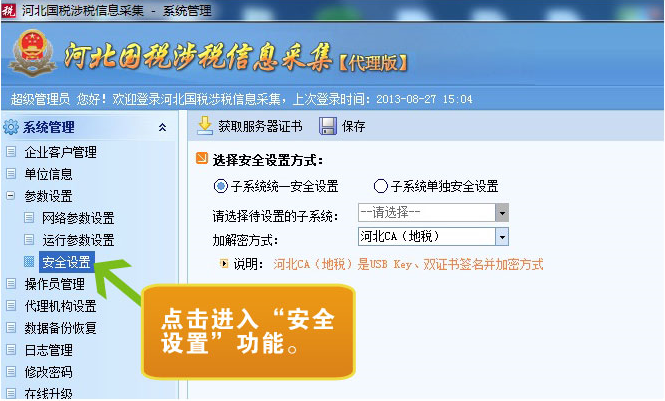 税 河北国税涉税信息采集 - 系统管理
河北国税涉税信息采集【代理版】
超级管理员 您好！欢迎登录河北国税涉税信息采集，上次登录时间：2013-08-27 15:04
系统管理
企业客户管理
单位信息
参数设置
网络参数设置
运行参数设置
安全设置
操作员管理
代理机构设置
数据备份恢复
日志管理
修改密码
在线升级
获取服务器证书 保存
选择安全设置方式：
子系统统一安全设置 子系统单独安全设置
请选择待设置的子系统： --请选择--
加解密方式： 河北CA（地税）
说明： 河北CA（地税）是USB Key、双证书签名并加密方式
点击进入“安全
设置”功能。